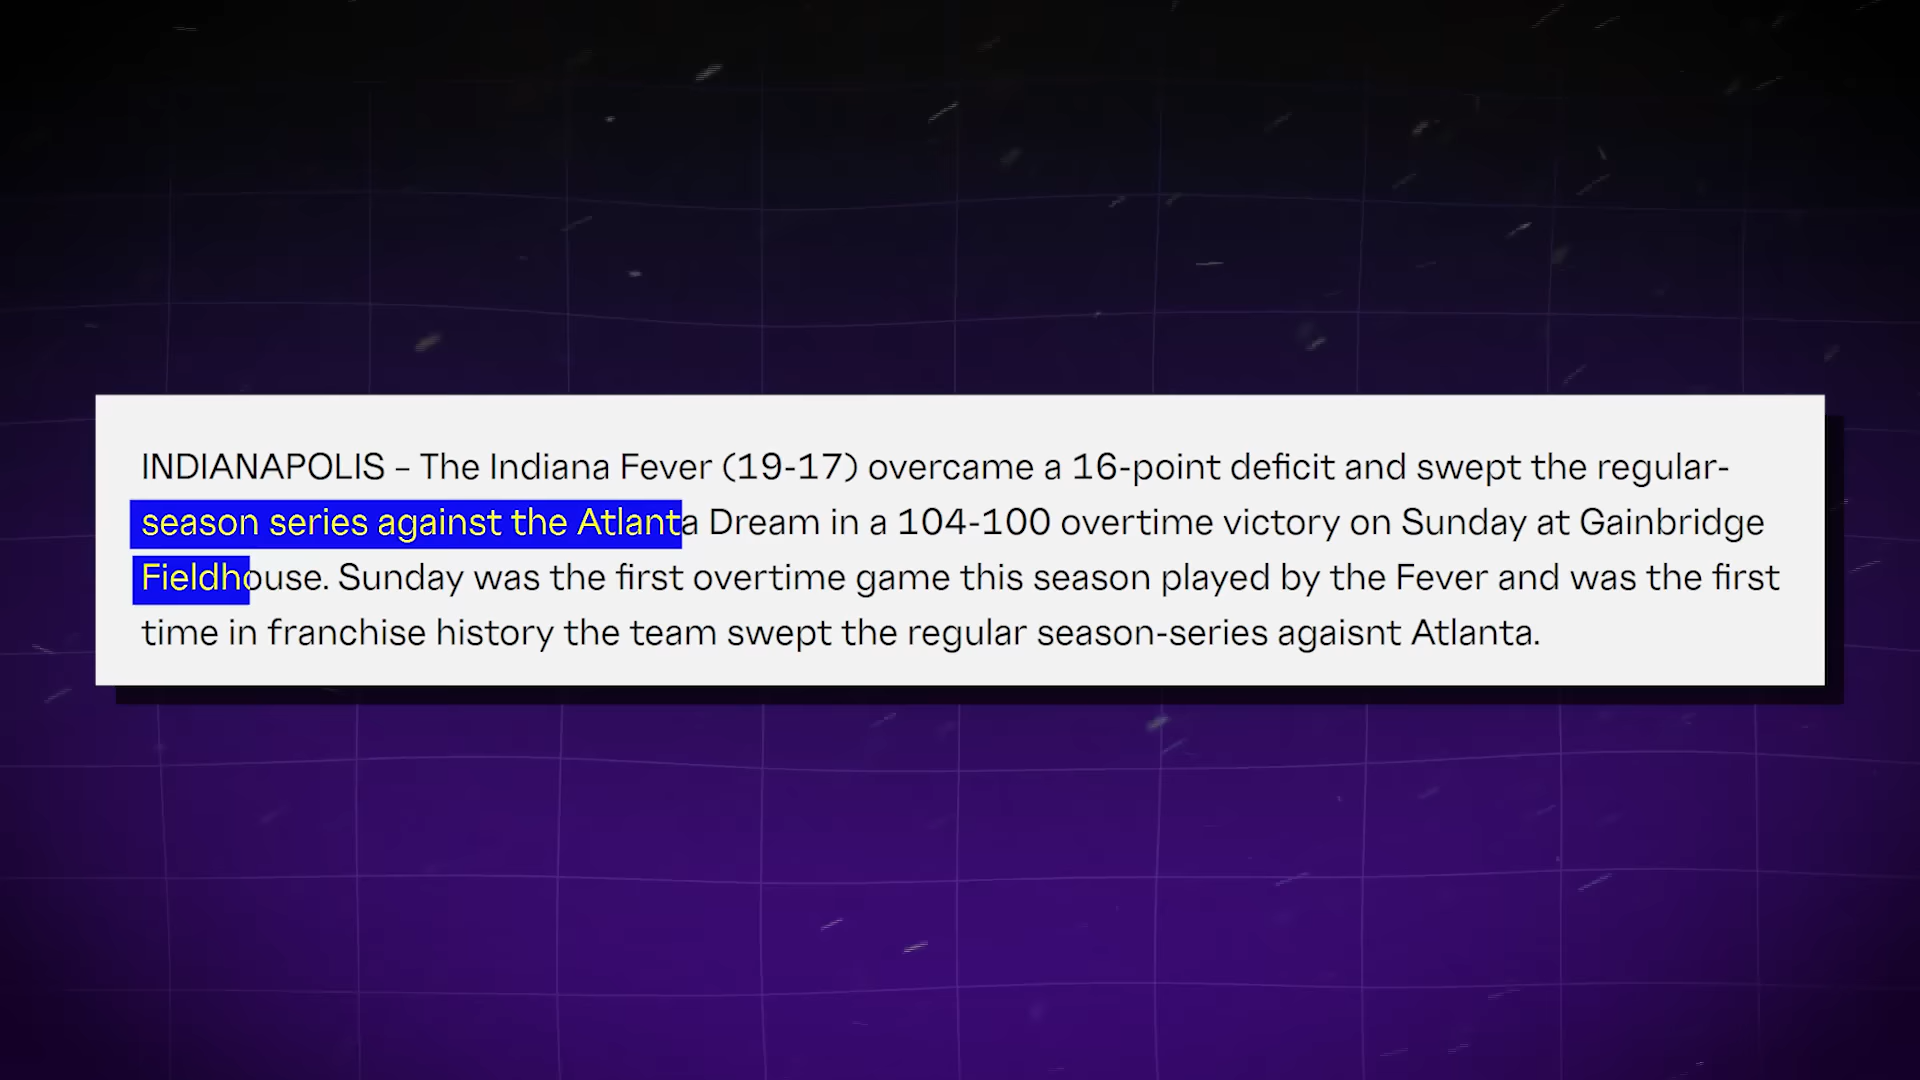 INDIANAPOLIS – The Indiana Fever (19-17) overcame a 16-point deficit and swept the regular-
season series against the Atlanta Dream in a 104-100 overtime victory on Sunday at Gainbridge
Fieldhouse. Sunday was the first overtime game this season played by the Fever and was the first
time in franchise history the team swept the regular season-series agaisnt Atlanta.